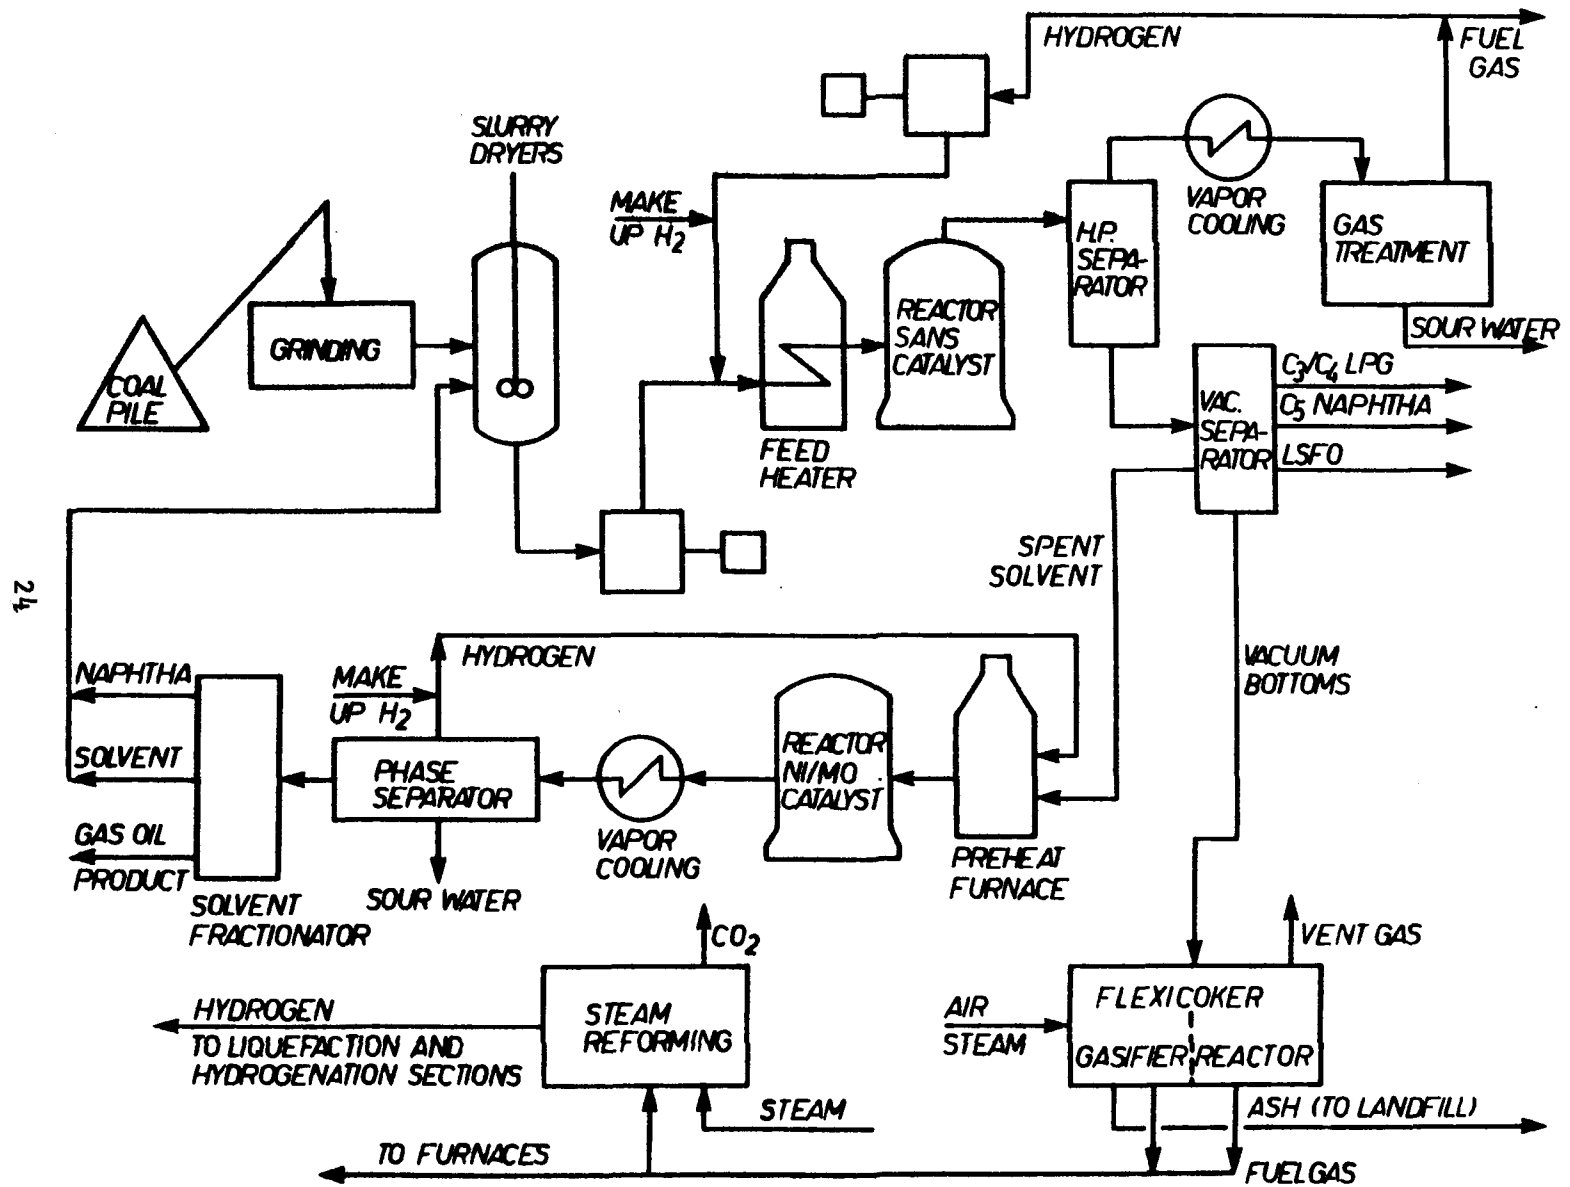 HYDROGEN
FUEL
GAS
SLURRY
DRYERS
MAKE
UP H2
VAPOR
COOLING
H.P.
SEPA-
RATOR
GAS
TREATMENT
REACTOR
SANS
CATALYST
GRINDING
COAL
PILE
FEED
HEATER
SOUR WATER
C3/C4 LPG
C5 NAPHTHA
LSFO
VAC.
SEPA-
RATOR
SPENT
SOLVENT
24
VACUUM
BOTTOMS
HYDROGEN
NAPHTHA
MAKE
UP H2
SOLVENT
PHASE
SEPARATOR
REACTOR
NI/MO
CATALYST
GAS OIL
PRODUCT
VAPOR
COOLING
PREHEAT
FURNACE
SOUR WATER
SOLVENT
FRACTIONATOR
CO2
VENT GAS
HYDROGEN
TO LIQUEFACTION AND
HYDROGENATION SECTIONS
STEAM
REFORMING
AIR
STEAM
FLEXICOKER
GASIFIER REACTOR
STEAM
ASH (TO LANDFILL)
TO FURNACES
FUELGAS